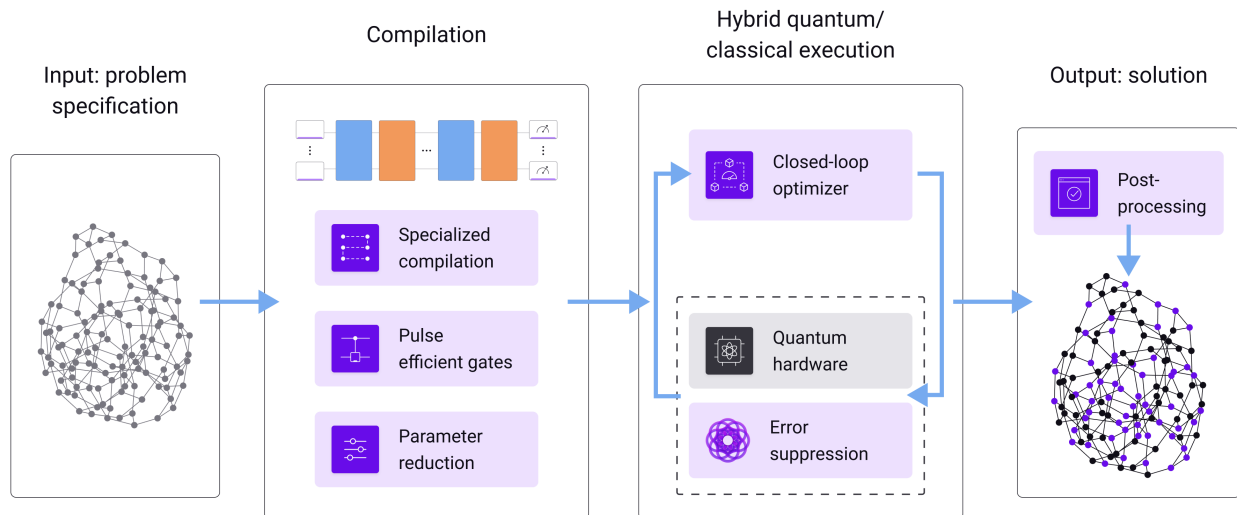 Input: problem
specification
Compilation
Specialized
compilation
Pulse
efficient gates
Parameter
reduction
Hybrid quantum/
classical execution
Closed-loop
optimizer
Quantum
hardware
Error
suppression
Output: solution
Post-
processing